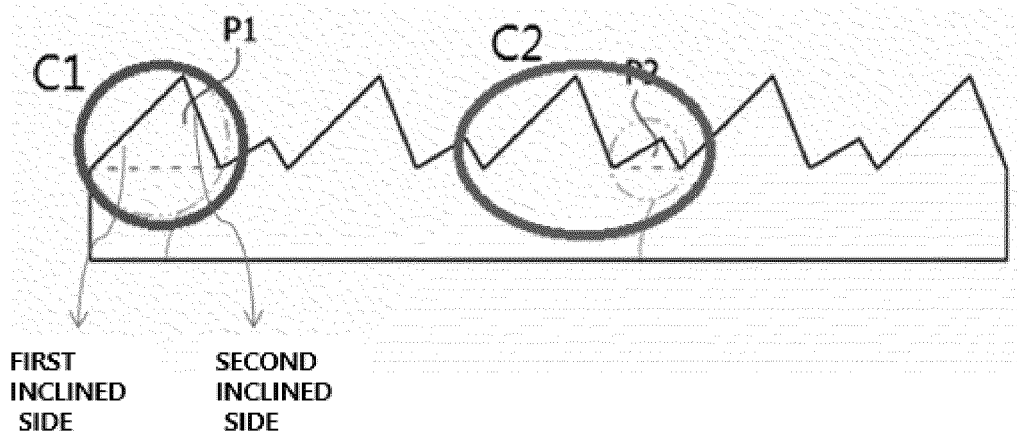 P1
C1
C2
P2
FIRST
INCLINED
SIDE
SECOND
INCLINED
SIDE